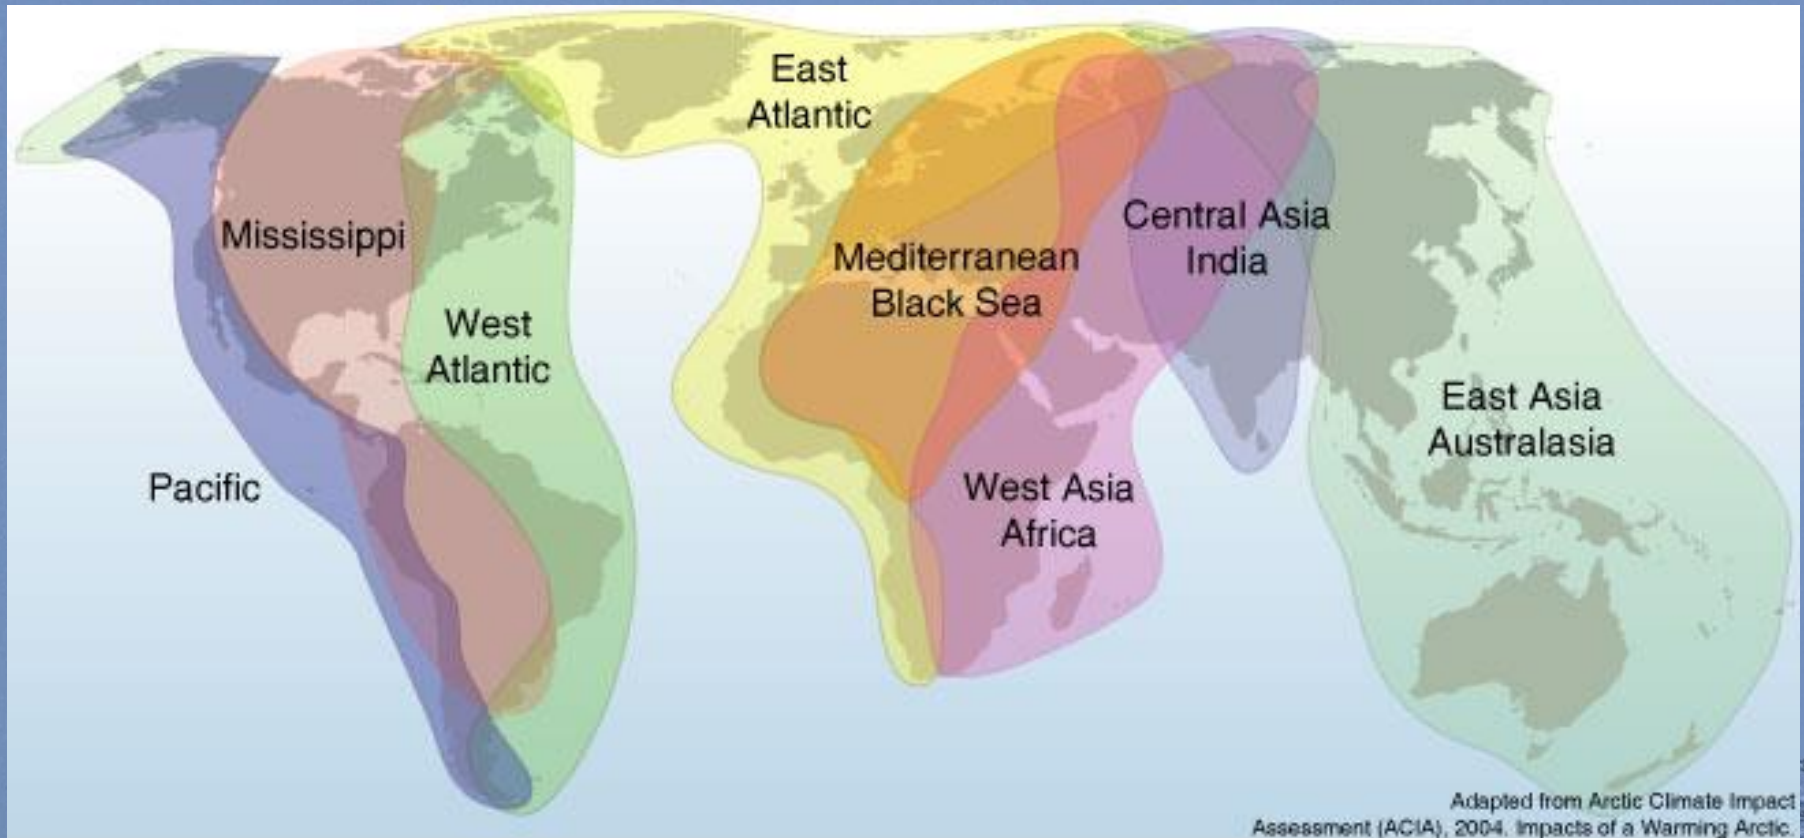 East
Atlantic
Mississippi
Central Asia
India
Mediterranean
Black Sea
West
Atlantic
East Asia
Australasia
Pacific
West Asia
Africa
Adapted from Arctic Climate Impact
Assessment (ACIA), 2004. Impacts of a Warming Arctic.